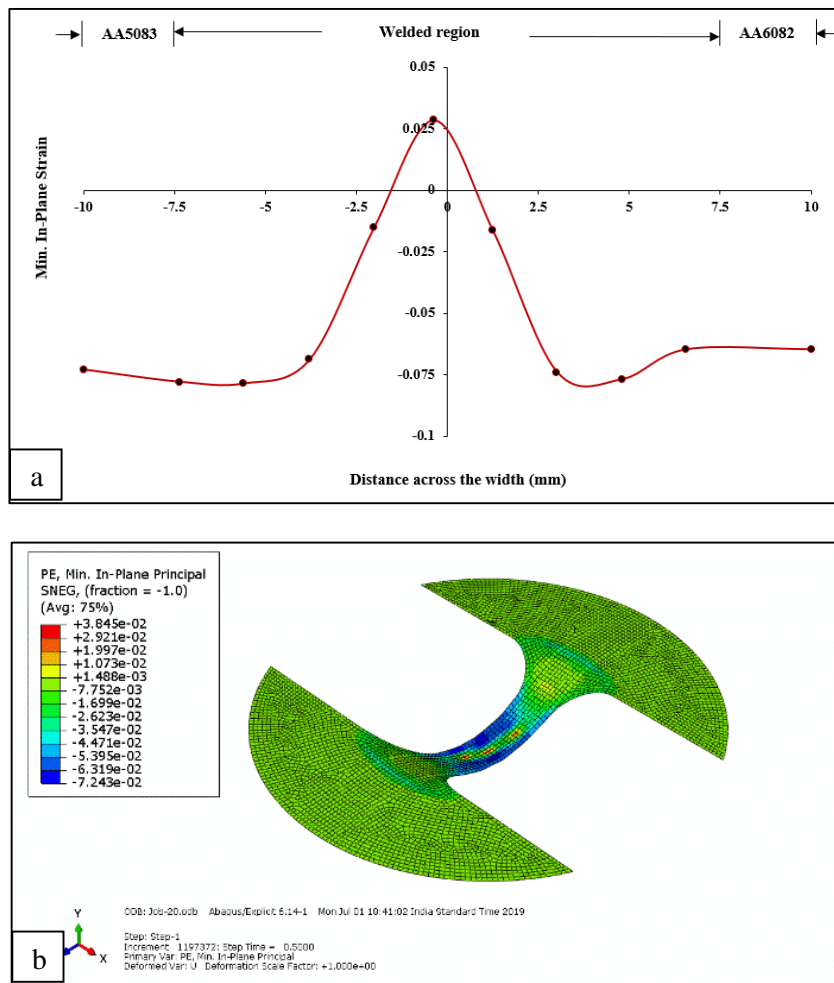 AA5083 Welded region AA6082
0.05
0.025
0
-10 -7.5 -5 -2.5 0 2.5 5 7.5 10
-0.025
-0.05
-0.075
-0.1
Min. In-Plane Strain
Distance across the width (mm)
a
PE, Min. In-Plane Principal
SNEG, (fraction = -1.0)
(Avg: 75%)
+3.845e-02
+2.921e-02
+1.997e-02
+1.073e-02
+1.488e-03
-7.752e-03
-1.699e-02
-2.623e-02
-3.547e-02
-4.471e-02
-5.395e-02
-6.319e-02
-7.243e-02
ODB: Job-20.odb Abaqus/Explicit 6.14-1 Mon Jul 01 18:41:02 India Standard Time 2019
Y
X
Step: Step-1
Increment 1197372: Step Time = 0.5000
Primary Var: PE, Min. In-Plane Principal
Deformed Var: U Deformation Scale Factor: +1.000e+00
b